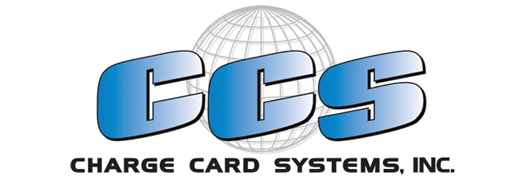 CCS
CHARGE CARD SYSTEMS, INC.